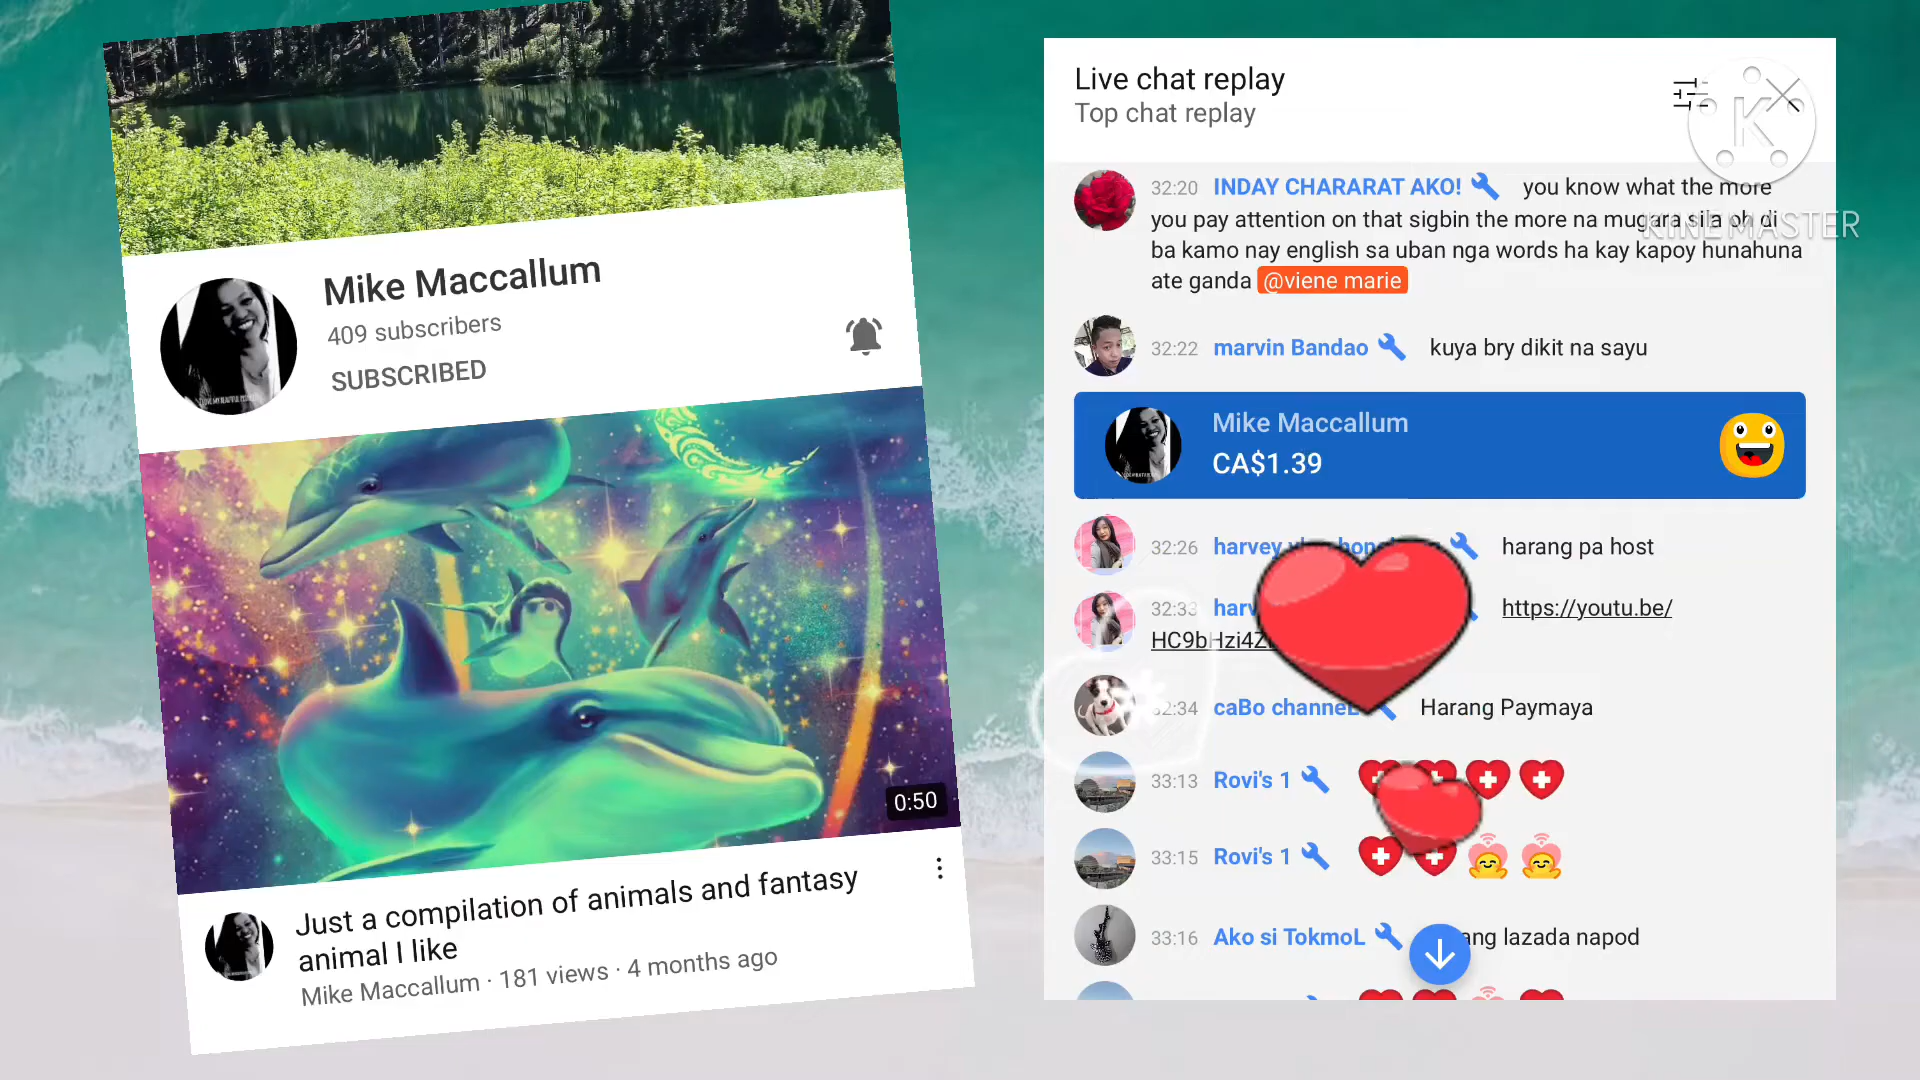 Mike Maccallum
409 subscribers
SUBSCRIBED
0:50
Just a compilation of animals and fantasy
animal I like
Mike Maccallum · 181 views · 4 months ago
Live chat replay
Top chat replay
K
KINEMASTER
32:20 INDAY CHARARAT AKO! you know what the more
you pay attention on that sigbin the more na mugara sila oh di
ba kamo nay english sa uban nga words ha kay kapoy hunahuna
ate ganda @viene marie
32:22 marvin Bandao kuya bry dikit na sayu
Mike Maccallum
CA$1.39
32:26 harvey harang pa host
32:33 https://youtu.be/
32:34 caBo channel Harang Paymaya
33:13 Rovi's 1
33:15 Rovi's 1
33:16 Ako si TokmoL lazada napod